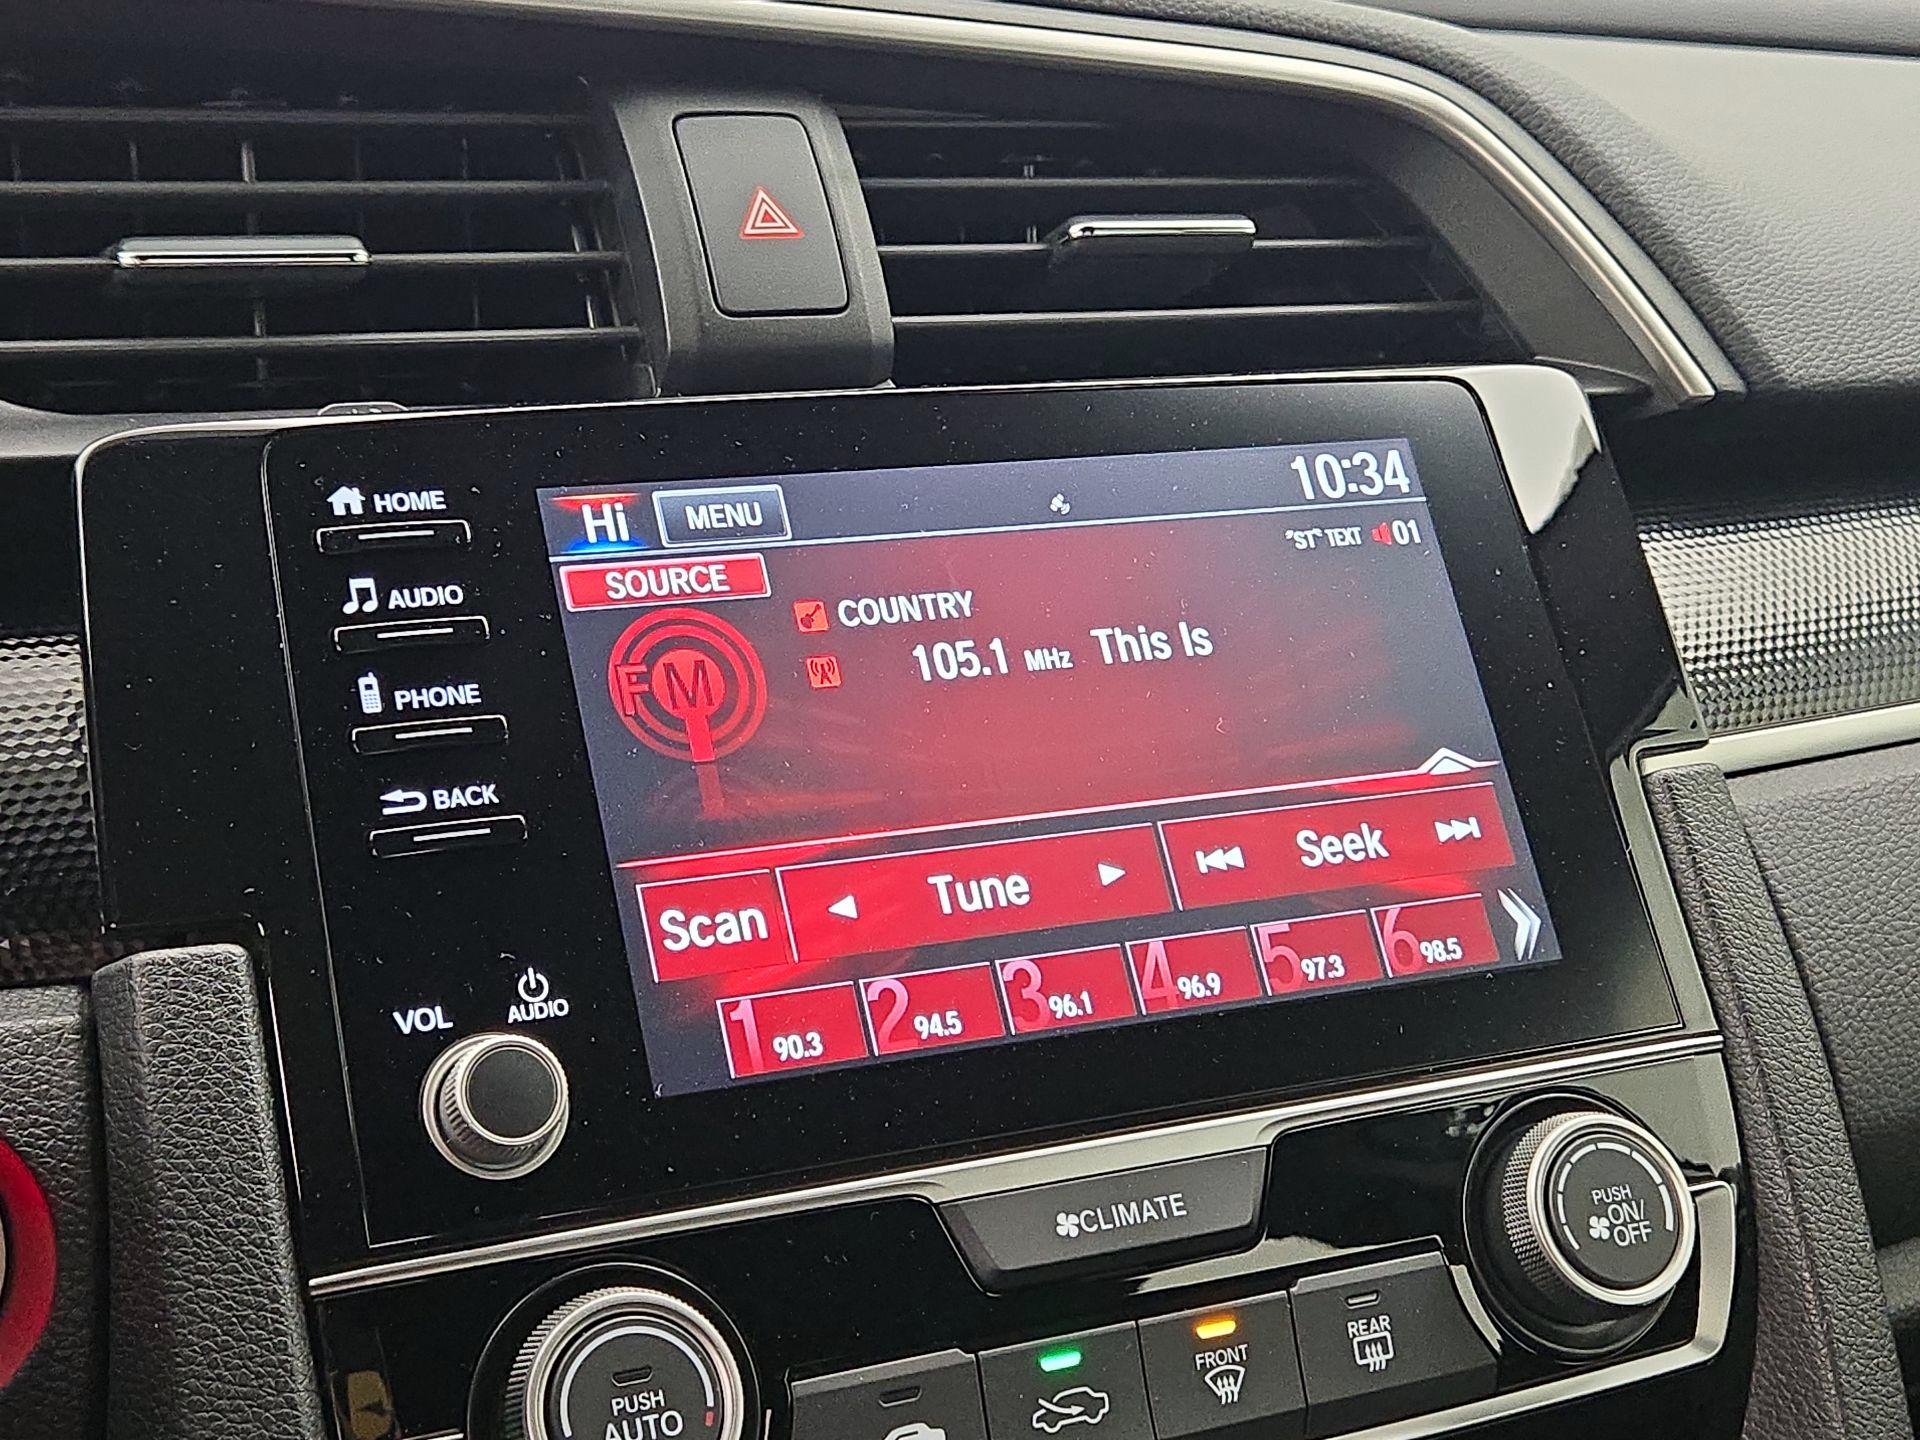 HOME
AUDIO
PHONE
BACK
VOL
AUDIO
Hi MENU 10:34
"ST" TEXT 01
SOURCE
FM
COUNTRY
105.1 MHz This Is
Scan Tune Seek
1 90.3 2 94.5 3 96.1 4 96.9 5 97.3 6 98.5
CLIMATE
PUSH
ON/
OFF
PUSH
AUTO
FRONT
REAR